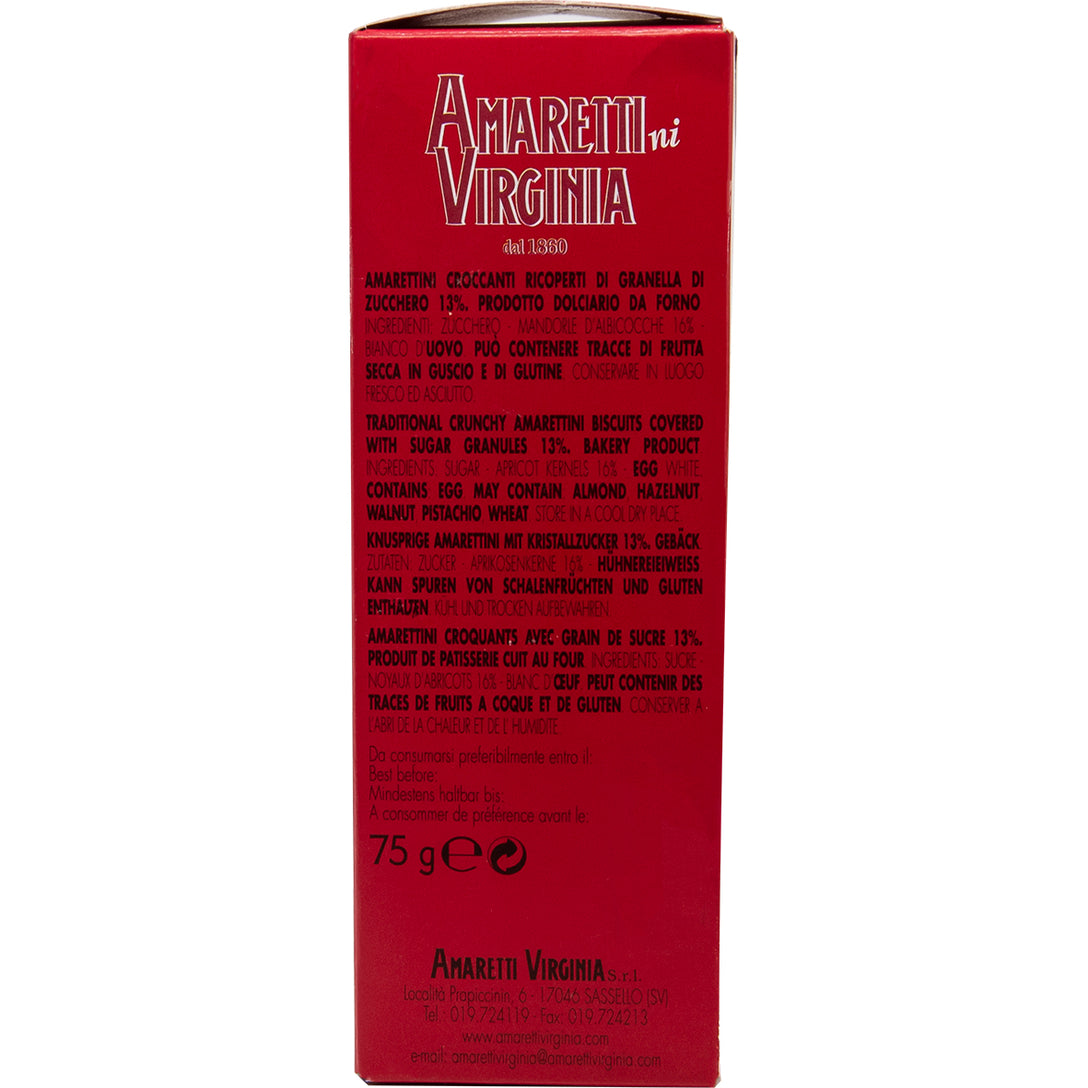 AMARETTIni
VIRGINIA
dal 1860
AMARETTINI CROCCANTI RICOPERTI DI GRANELLA DI
ZUCCHERO 13%. PRODOTTO DOLCIARIO DA FORNO
INGREDIENTI: ZUCCHERO - MANDORLE D'ALBICOCCHE 16% -
BIANCO D'UOVO. PUÒ CONTENERE TRACCE DI FRUTTA
SECCA IN GUSCIO E DI GLUTINE. CONSERVARE IN LUOGO
FRESCO ED ASCIUTTO.
TRADITIONAL CRUNCHY AMARETTINI BISCUITS COVERED
WITH SUGAR GRANULES 13%. BAKERY PRODUCT
INGREDIENTS: SUGAR - APRICOT KERNELS 16% - EGG WHITE.
CONTAINS EGG. MAY CONTAIN ALMOND, HAZELNUT,
WALNUT, PISTACHIO, WHEAT. STORE IN A COOL DRY PLACE.
KNUSPRIGE AMARETTINI MIT KRISTALLZUCKER 13%. GEBÄCK.
ZUTATEN: ZUCKER - APRIKOSENKERNE 16% - HÜHNEREIEIWEISS.
KANN SPUREN VON SCHALENFRÜCHTEN UND GLUTEN
ENTHALTEN. KÜHL UND TROCKEN AUFBEWAHREN.
AMARETTINI CROQUANTS AVEC GRAIN DE SUCRE 13%.
PRODUIT DE PATISSERIE CUIT AU FOUR. INGREDIENTS: SUCRE -
NOYAUX D'ABRICOTS 16% - BLANC D'ŒUF. PEUT CONTENIR DES
TRACES DE FRUITS A COQUE ET DE GLUTEN. CONSERVER A
L'ABRI DE LA CHALEUR ET DE L' HUMIDITE.
Da consumarsi preferibilmente entro il:
Best before:
Mindestens haltbar bis:
A consommer de préférence avant le:
75 g e
AMARETTI VIRGINIA S.r.l.
Località Prapiccinin, 6 - 17046 SASSELLO (SV)
Tel.: 019.724119 - Fax: 019.724213
www.amarettivirginia.com
e-mail: amarettivirginia@amarettivirginia.com